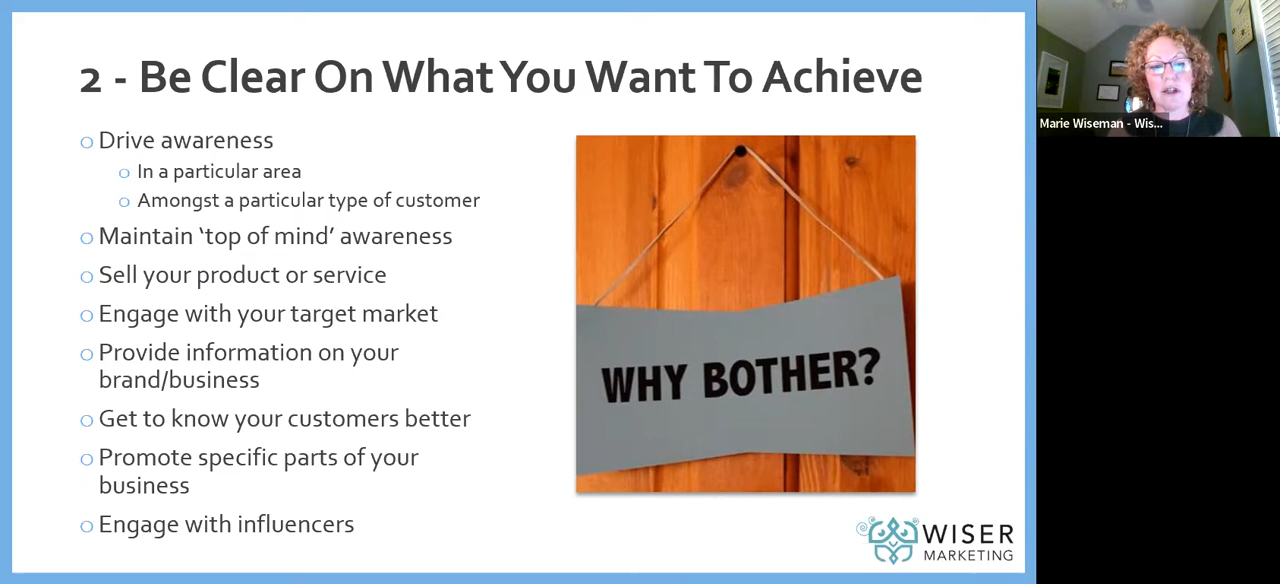 2 - Be Clear On What You Want To Achieve
Drive awareness
In a particular area
Amongst a particular type of customer
Maintain ‘top of mind’ awareness
Sell your product or service
Engage with your target market
Provide information on your
brand/business
Get to know your customers better
Promote specific parts of your
business
Engage with influencers
WHY BOTHER?
WISER
MARKETING
Marie Wiseman - Wis...